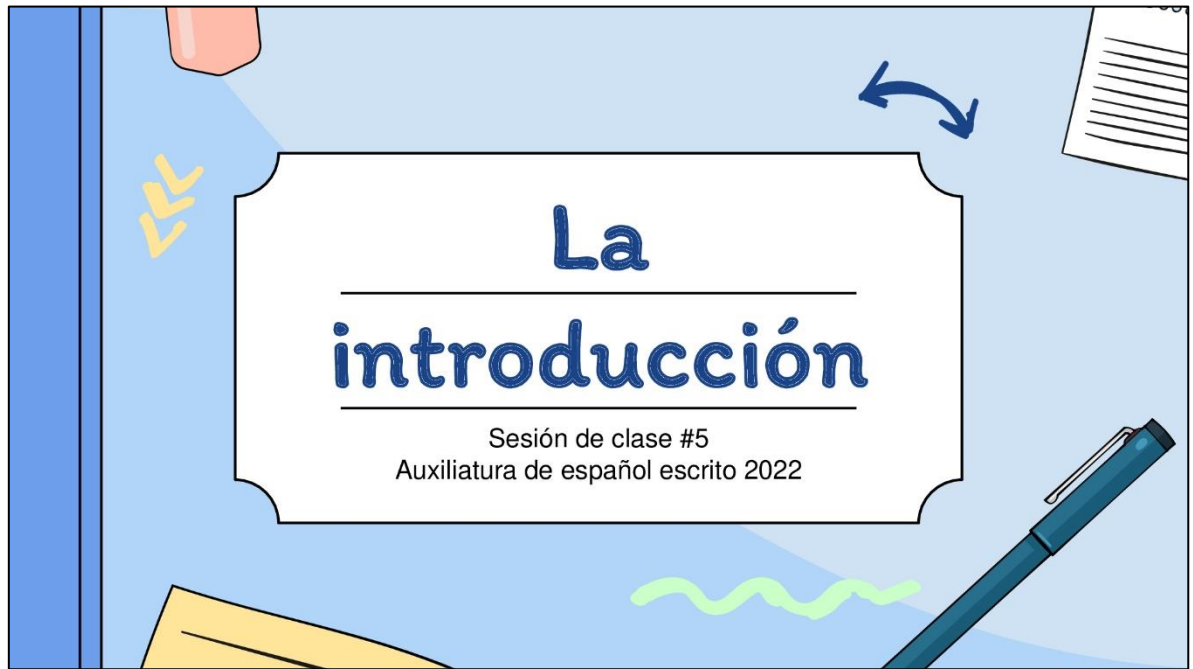 La
introducción
Sesión de clase #5
Auxiliatura de español escrito 2022